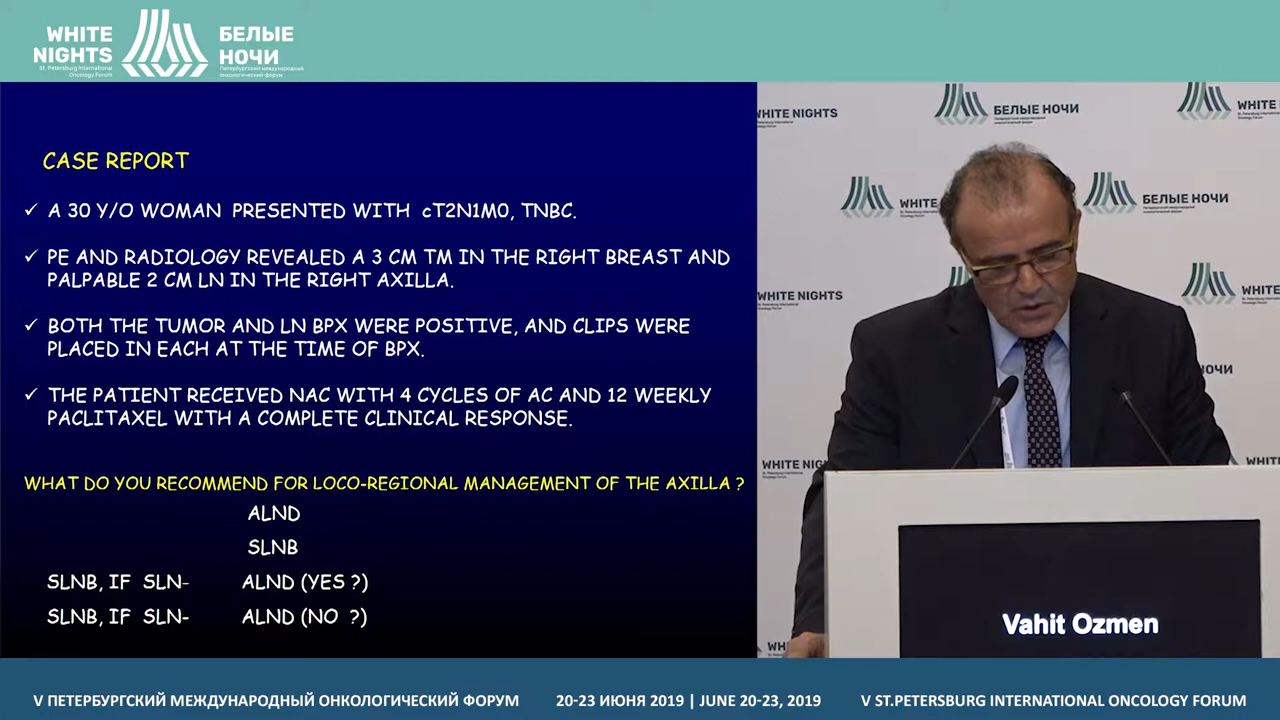 WHITE
NIGHTS
St. Petersburg International
Oncology Forum
БЕЛЫЕ
НОЧИ
Петербургский международный
онкологический форум
CASE REPORT
✓ A 30 Y/O WOMAN PRESENTED WITH cT2N1M0, TNBC.
✓ PE AND RADIOLOGY REVEALED A 3 CM TM IN THE RIGHT BREAST AND
PALPABLE 2 CM LN IN THE RIGHT AXILLA.
✓ BOTH THE TUMOR AND LN BPX WERE POSITIVE, AND CLIPS WERE
PLACED IN EACH AT THE TIME OF BPX.
✓ THE PATIENT RECEIVED NAC WITH 4 CYCLES OF AC AND 12 WEEKLY
PACLITAXEL WITH A COMPLETE CLINICAL RESPONSE.
WHAT DO YOU RECOMMEND FOR LOCO-REGIONAL MANAGEMENT OF THE AXILLA ?
ALND
SLNB
SLNB, IF SLN- ALND (YES ?)
SLNB, IF SLN- ALND (NO ?)
WHITE NIGHTS
БЕЛЫЕ НОЧИ
WHITE
БЕЛЫЕ НОЧИ
WHITE NIGHTS
WHITE
WHITE NIGHTS
Vahit Ozmen
V ПЕТЕРБУРГСКИЙ МЕЖДУНАРОДНЫЙ ОНКОЛОГИЧЕСКИЙ ФОРУМ 20-23 ИЮНЯ 2019 | JUNE 20-23, 2019 V ST.PETERSBURG INTERNATIONAL ONCOLOGY FORUM